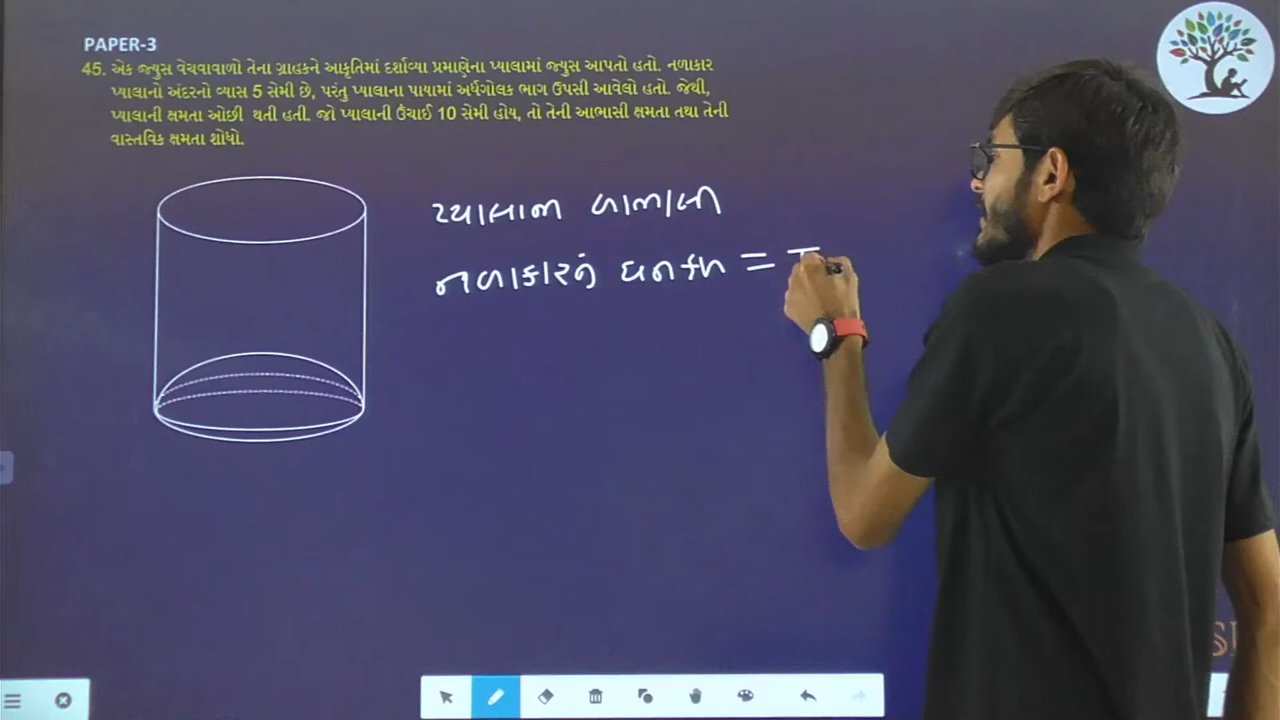 PAPER-3
45. એક જ્યુસ વેચવાવાળો તેના ગ્રાહકને આકૃતિમાં દર્શાવ્યા પ્રમાણેના પ્યાલામાં જ્યુસ આપતો હતો. નળાકાર
પ્યાલાનો અંદરનો વ્યાસ 5 સેમી છે, પરંતુ પ્યાલાના પાયામાં અર્ધગોલક ભાગ ઉપસી આવેલો હતો. જેથી,
પ્યાલાની ક્ષમતા ઓછી થતી હતી. જો પ્યાલાની ઉંચાઈ 10 સેમી હોય, તો તેની આભાસી ક્ષમતા તથા તેની
વાસ્તવિક ક્ષમતા શોધો.
નળાકારનું ઘનફળ =